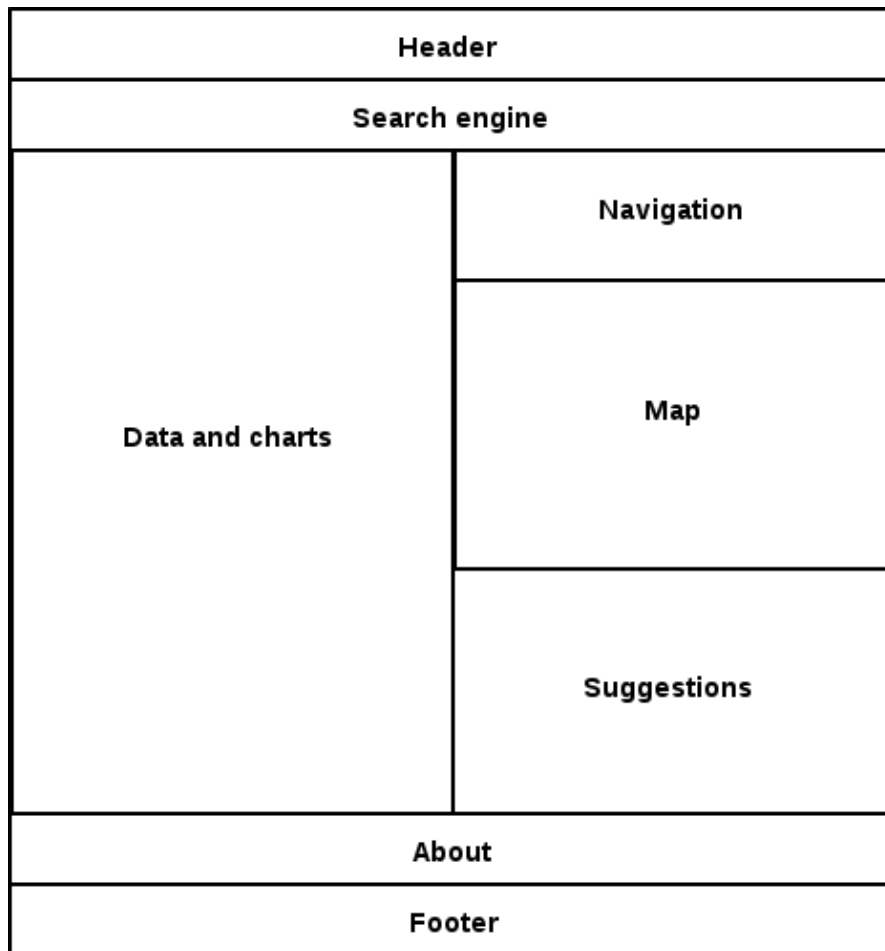 Header
Search engine
Data and charts
Navigation
Map
Suggestions
About
Footer